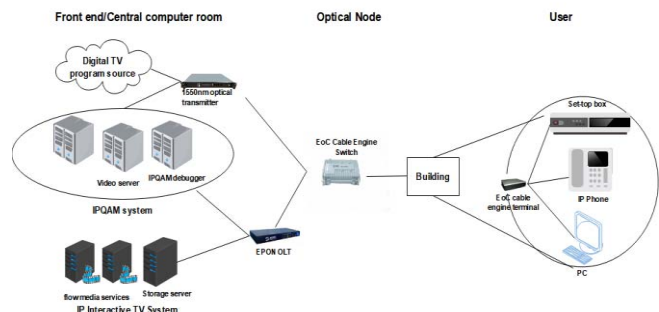 Front end/Central computer room
Optical Node
User
Digital TV
program source
1550nm optical
transmitter
Set-top box
EoC Cable Engine
Switch
Video server
IPQAM debugger
Building
EoC cable
engine terminal
IP Phone
IPQAM system
EPON OLT
PC
flowmedia services
Storage server
IP Interactive TV System